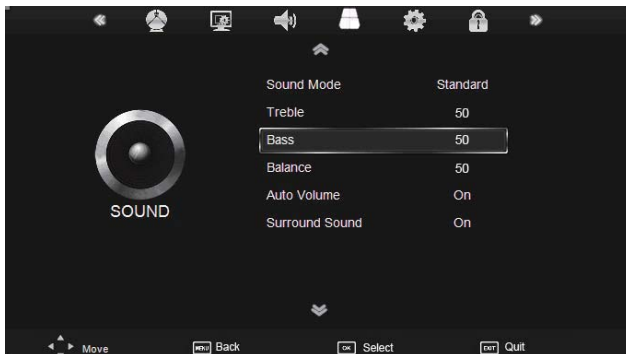 Sound Mode Standard
Treble 50
Bass 50
Balance 50
Auto Volume On
Surround Sound On
SOUND
Move MENU Back OK Select EXIT Quit